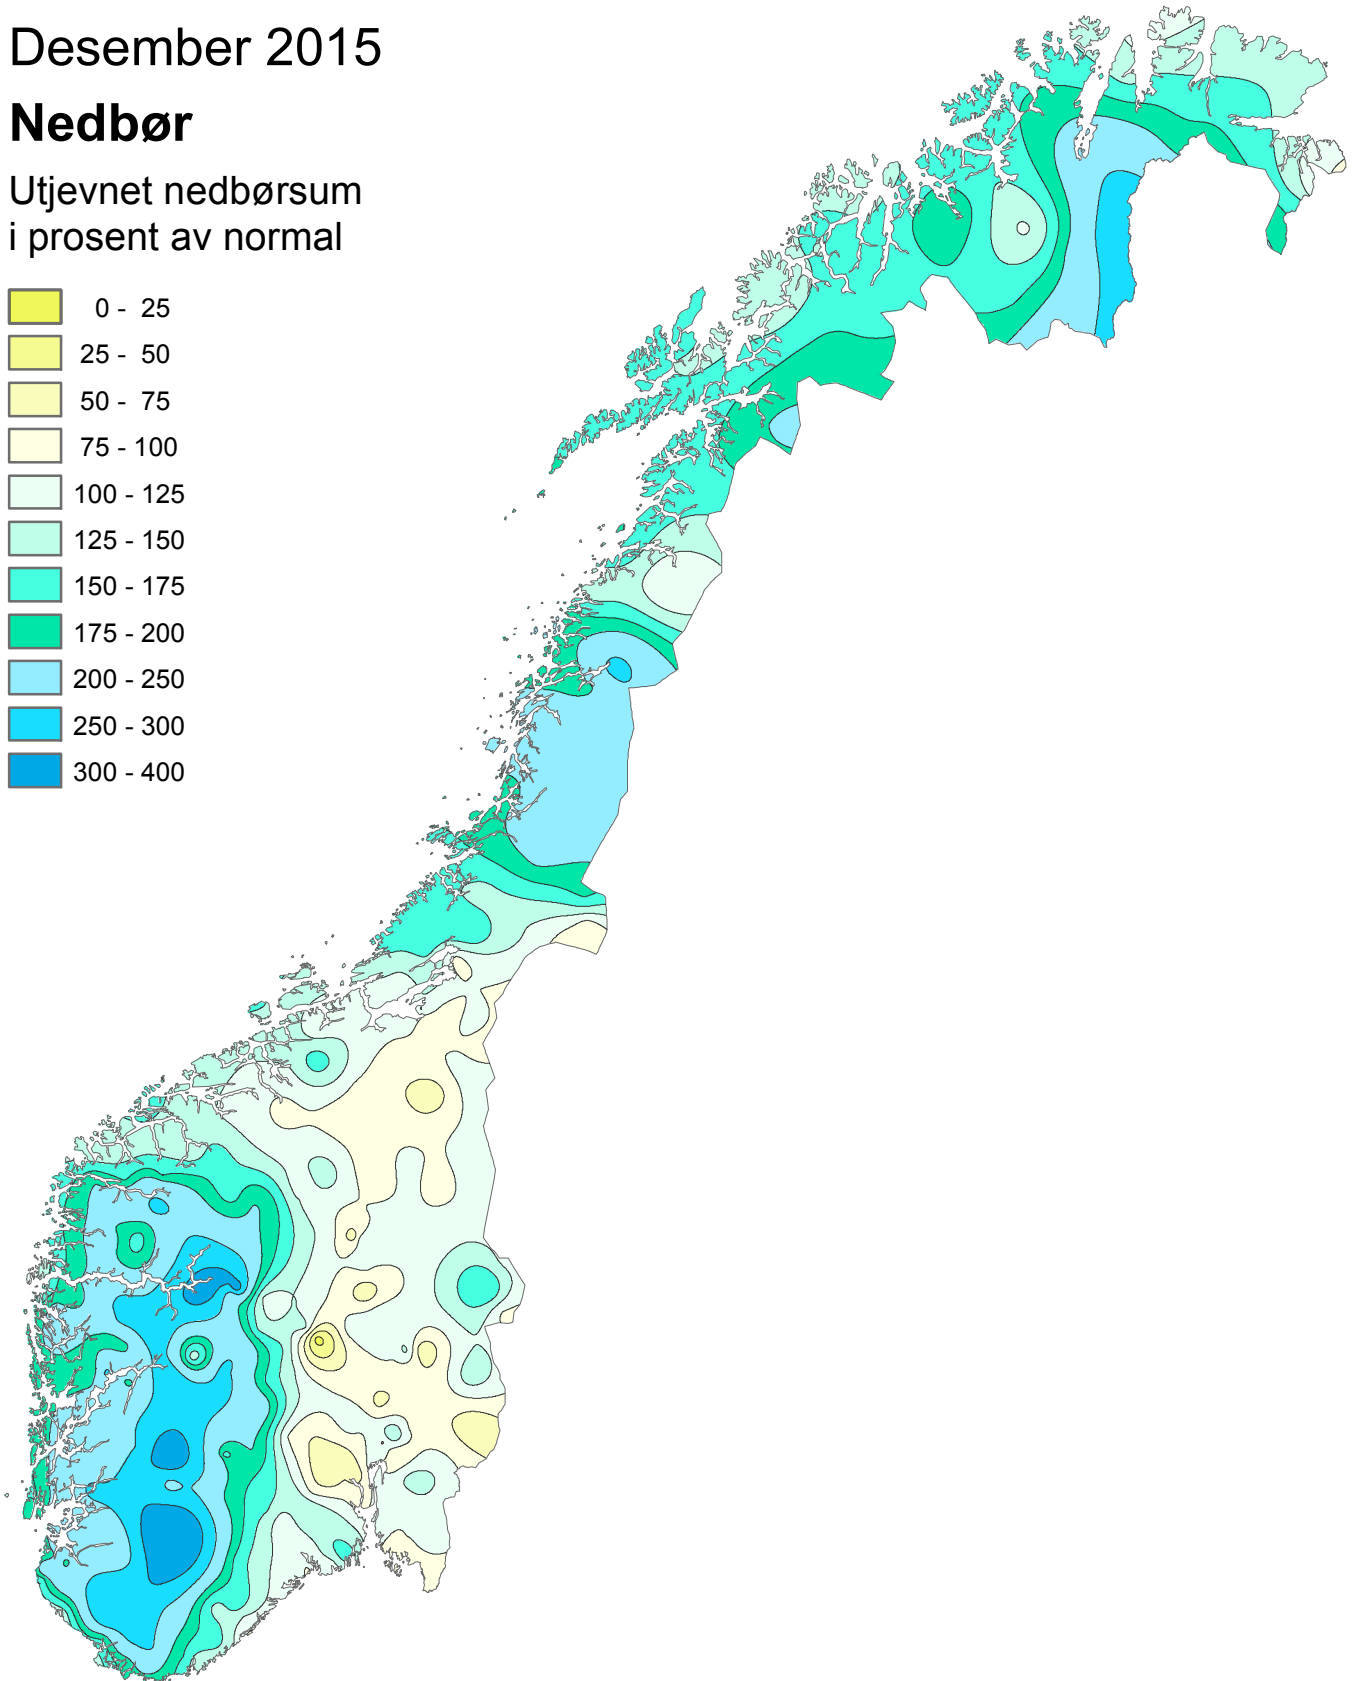 Desember 2015
Nedbør
Utjevnet nedbørsum
i prosent av normal
0 - 25
25 - 50
50 - 75
75 - 100
100 - 125
125 - 150
150 - 175
175 - 200
200 - 250
250 - 300
300 - 400